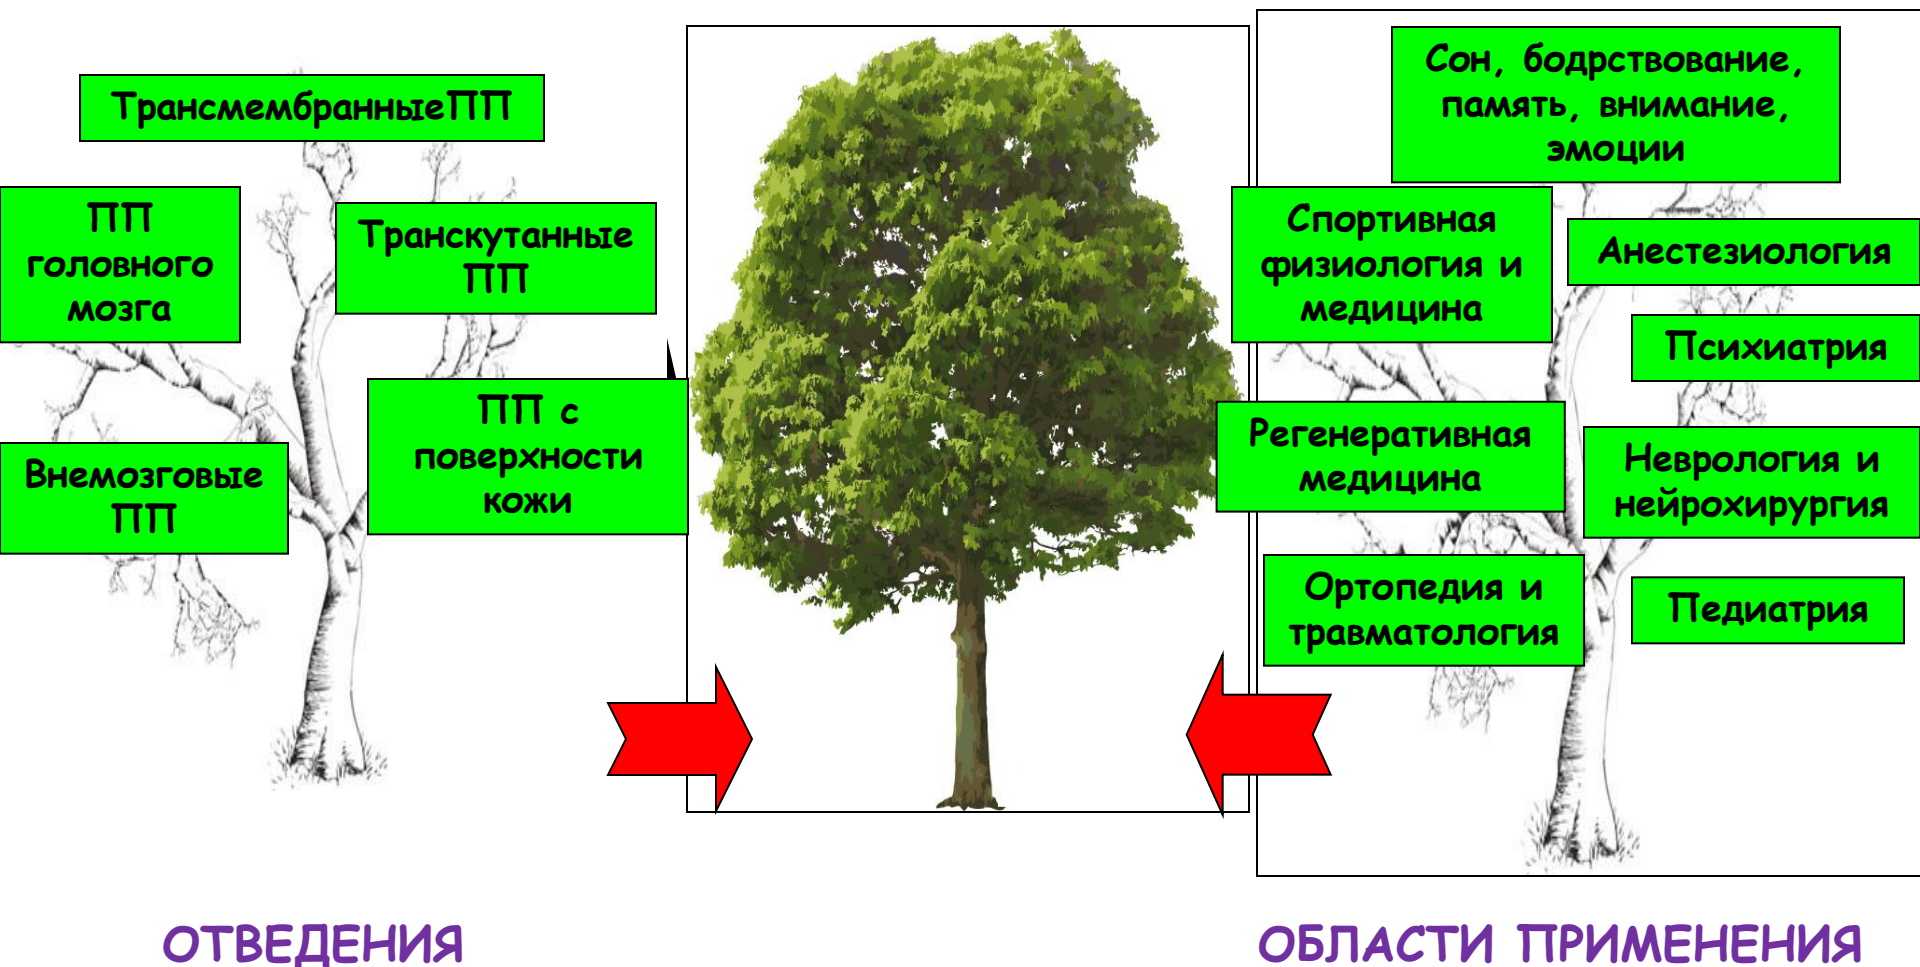 ТрансмембранныеПП
ПП
головного
мозга
Транскутанные
ПП
ПП с
поверхности
кожи
Внемозговые
ПП
ОТВЕДЕНИЯ
Сон, бодрствование,
память, внимание,
эмоции
Спортивная
физиология и
медицина
Анестезиология
Психиатрия
Регенеративная
медицина
Неврология и
нейрохирургия
Ортопедия и
травматология
Педиатрия
ОБЛАСТИ ПРИМЕНЕНИЯ